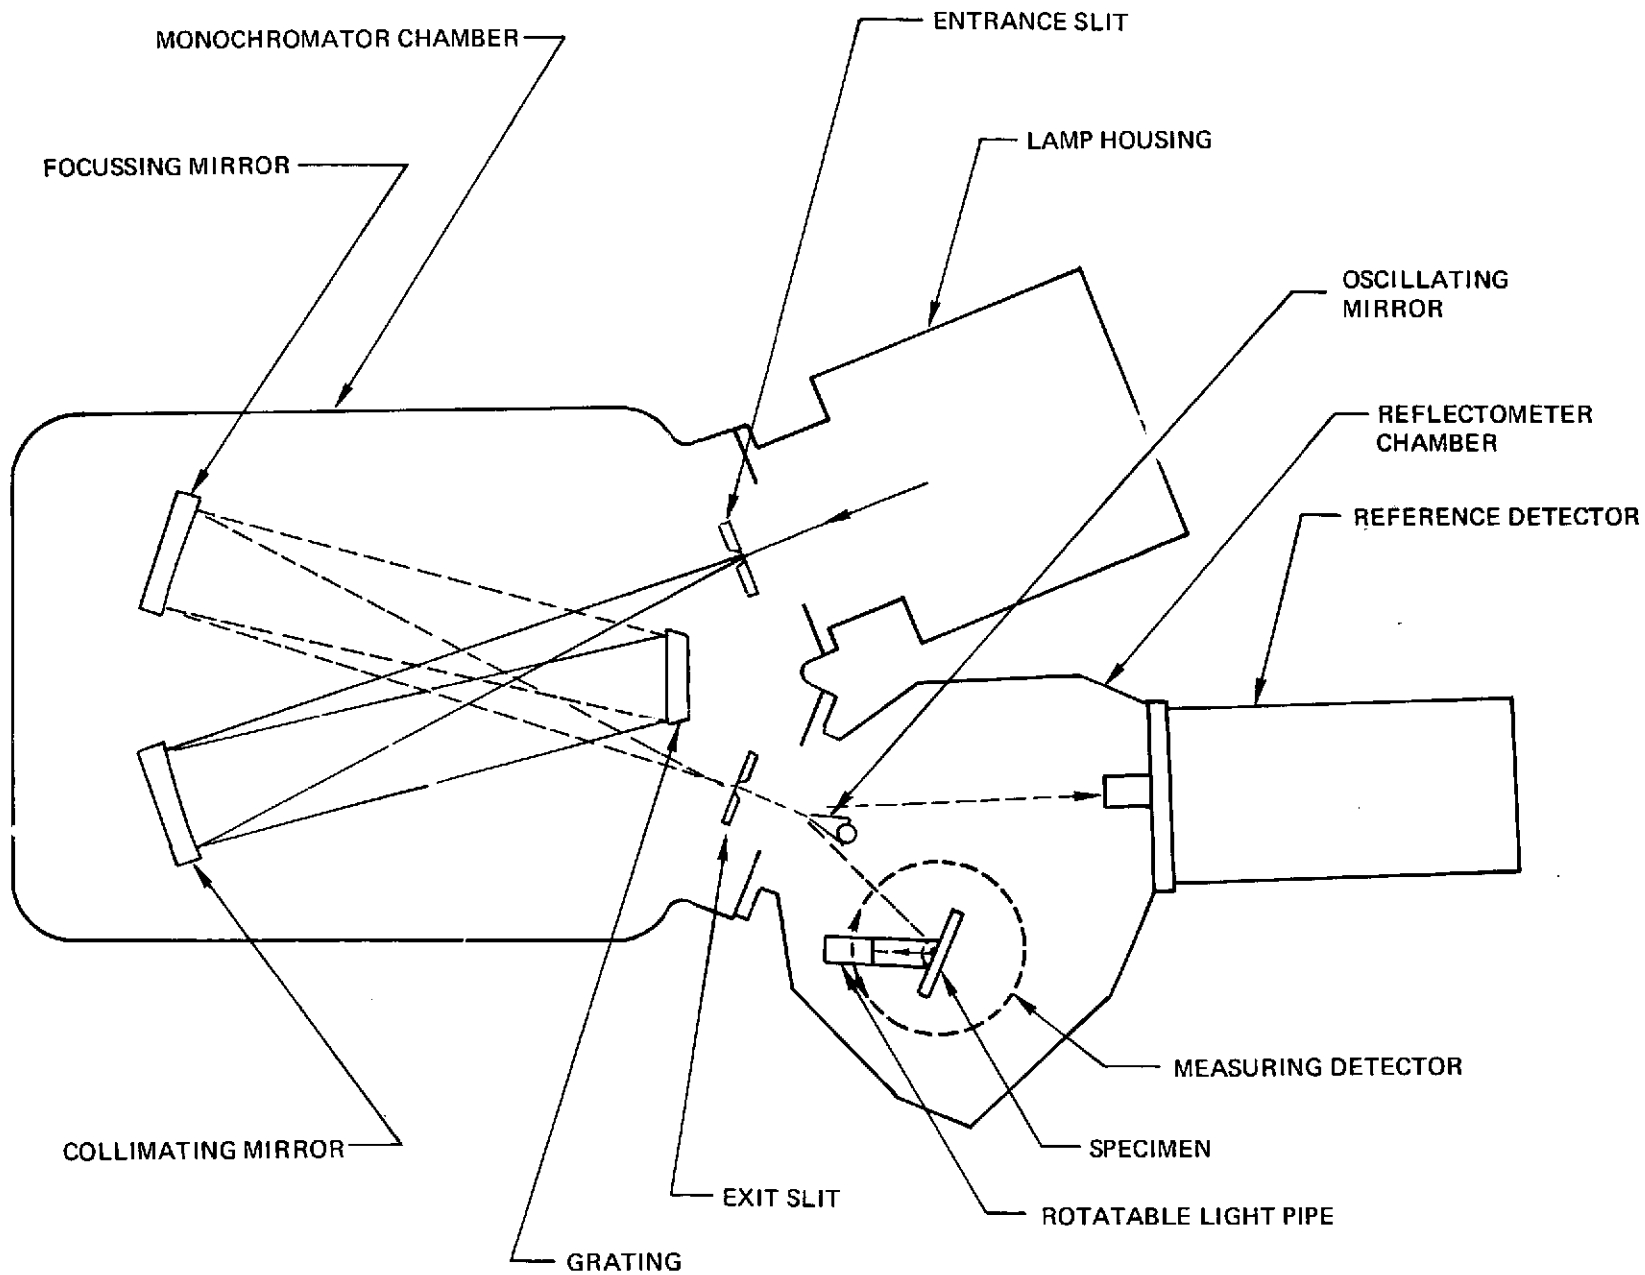 ENTRANCE SLIT
MONOCHROMATOR CHAMBER
LAMP HOUSING
FOCUSSING MIRROR
OSCILLATING
MIRROR
REFLECTOMETER
CHAMBER
REFERENCE DETECTOR
MEASURING DETECTOR
COLLIMATING MIRROR
SPECIMEN
EXIT SLIT
ROTATABLE LIGHT PIPE
GRATING